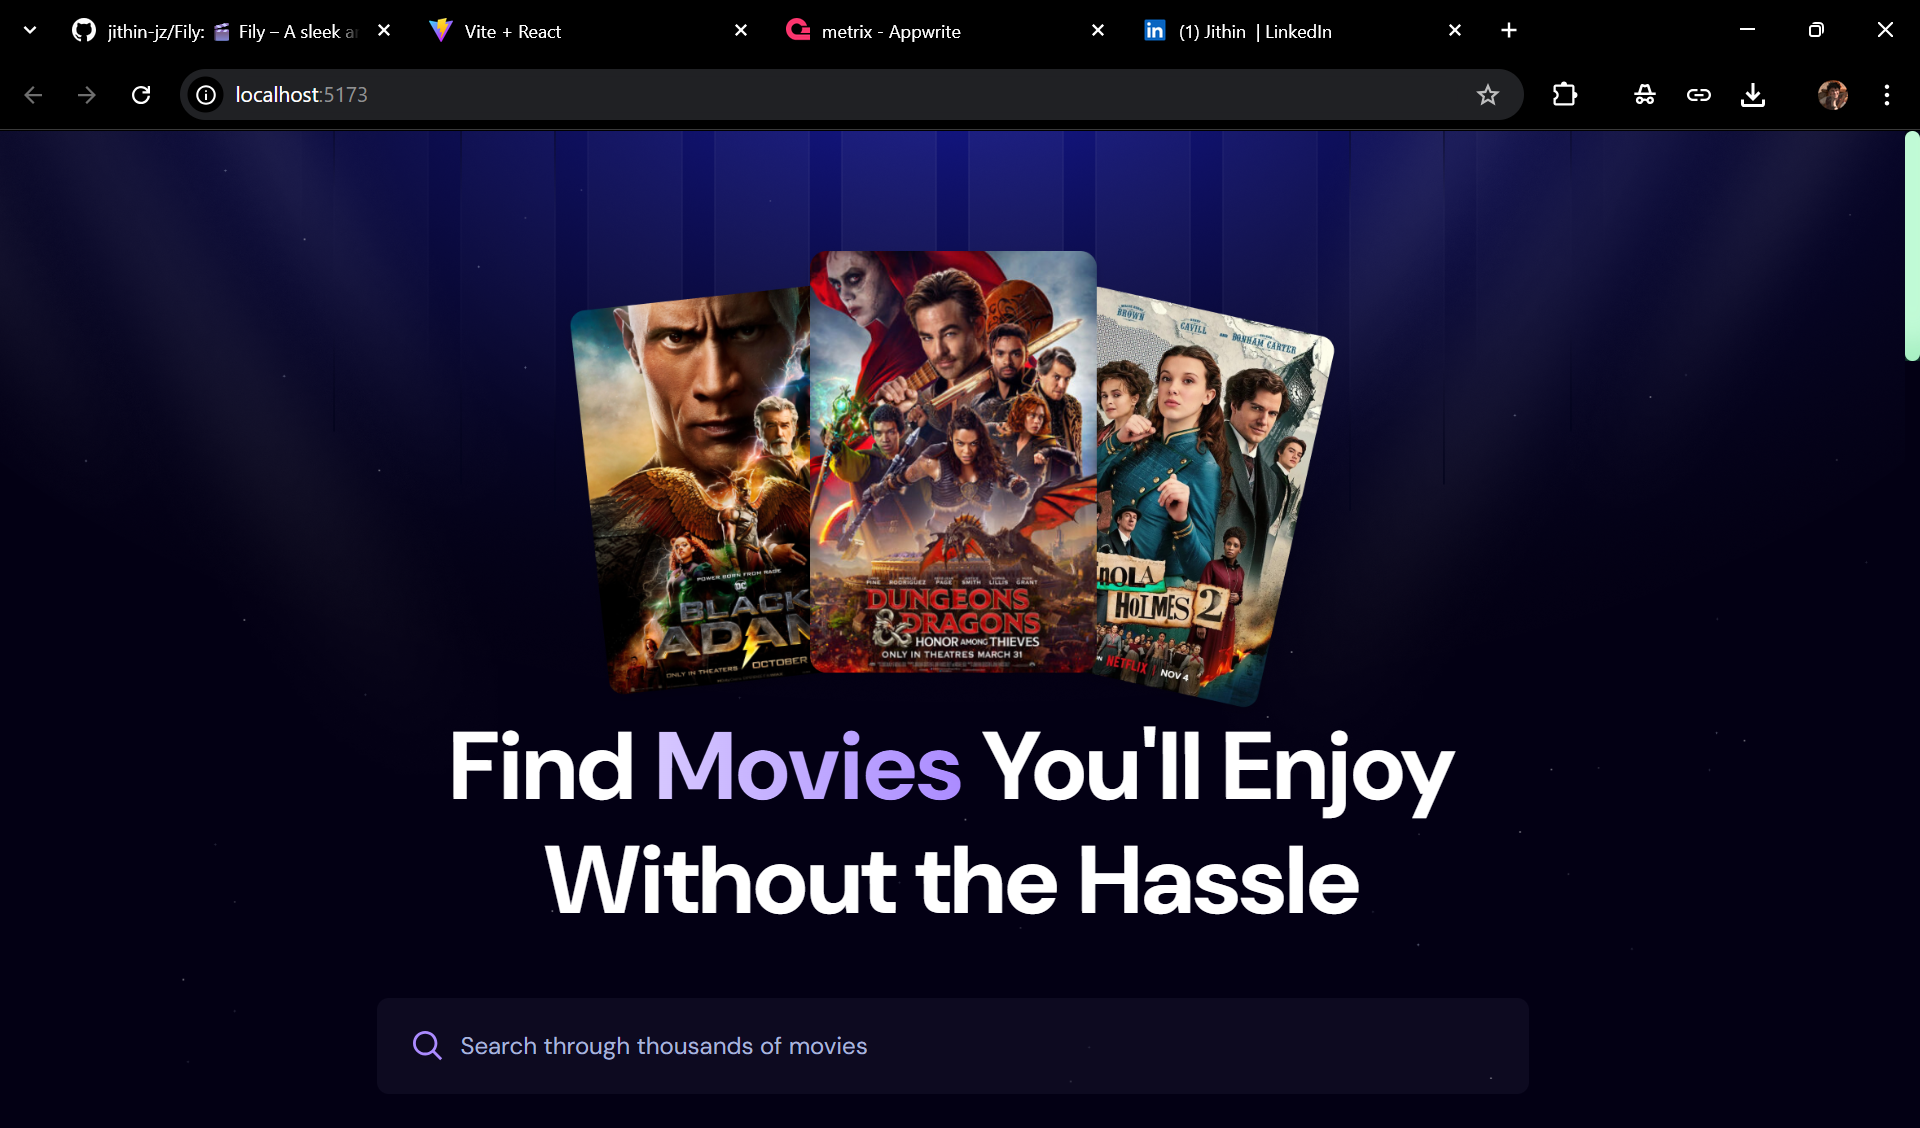 jithin-jz/Fily: 🎬 Fily – A sleek a
Vite + React
metrix - Appwrite
(1) Jithin | LinkedIn
localhost:5173
POWER BORN FROM RAGE
DC
BLACK
ADAM
ONLY IN THEATERS OCTOBER
PINE RODRIGUEZ PAGE SMITH LILLIS GRANT
DUNGEONS
& DRAGONS
HONOR AMONG THIEVES
ONLY IN THEATRES MARCH 31
BROWN
CAVILL
AND BONHAM CARTER
NOLA
HOLMES 2
ON NETFLIX | NOV 4
Find Movies You'll Enjoy
Without the Hassle
Search through thousands of movies